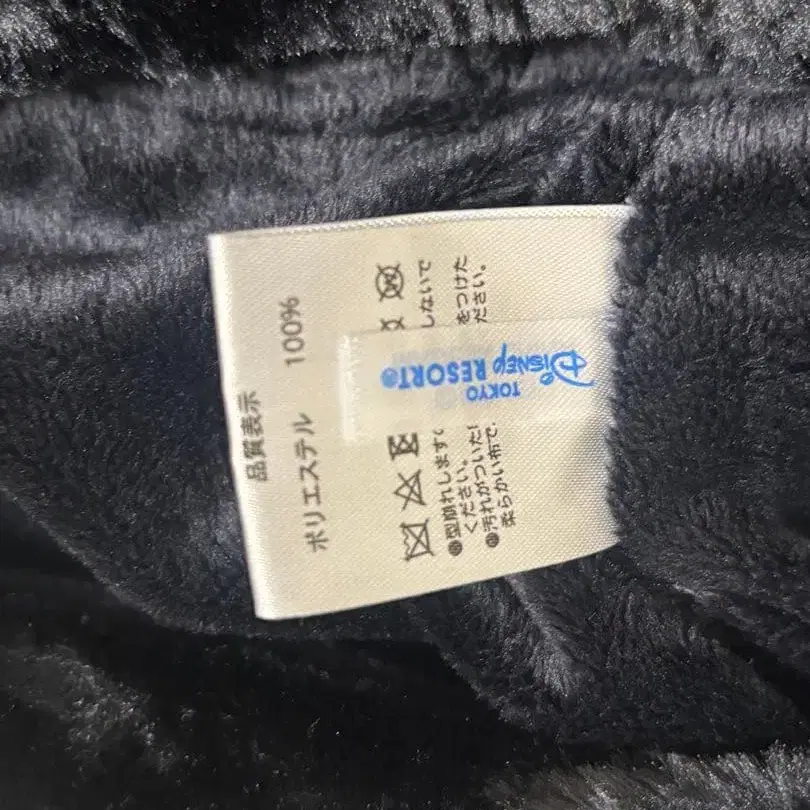 品質表示
ポリエステル 100%
●型崩れします
しないで
ください。
●汚れがついた
をつけた
柔らかい布で
ださい。
TOKYO
Disney RESORT®